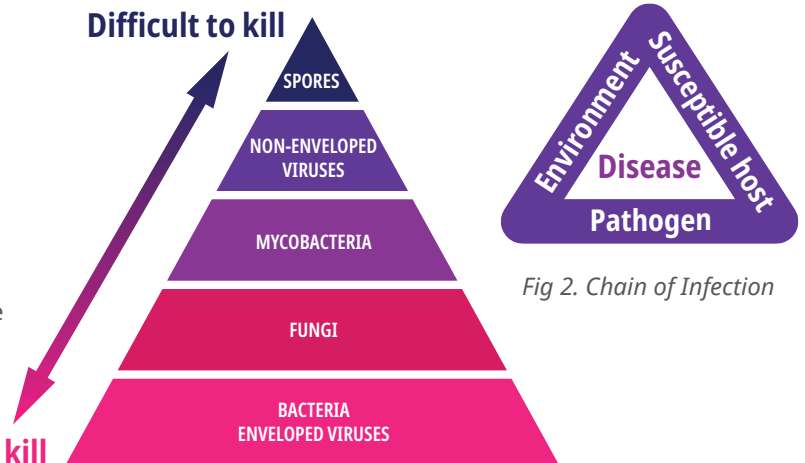 Difficult to kill
SPORES
NON-ENVELOPED
VIRUSES
MYCOBACTERIA
FUNGI
BACTERIA
ENVELOPED VIRUSES
kill
e
Environment
Susceptible host
Disease
Pathogen
Fig 2. Chain of Infection